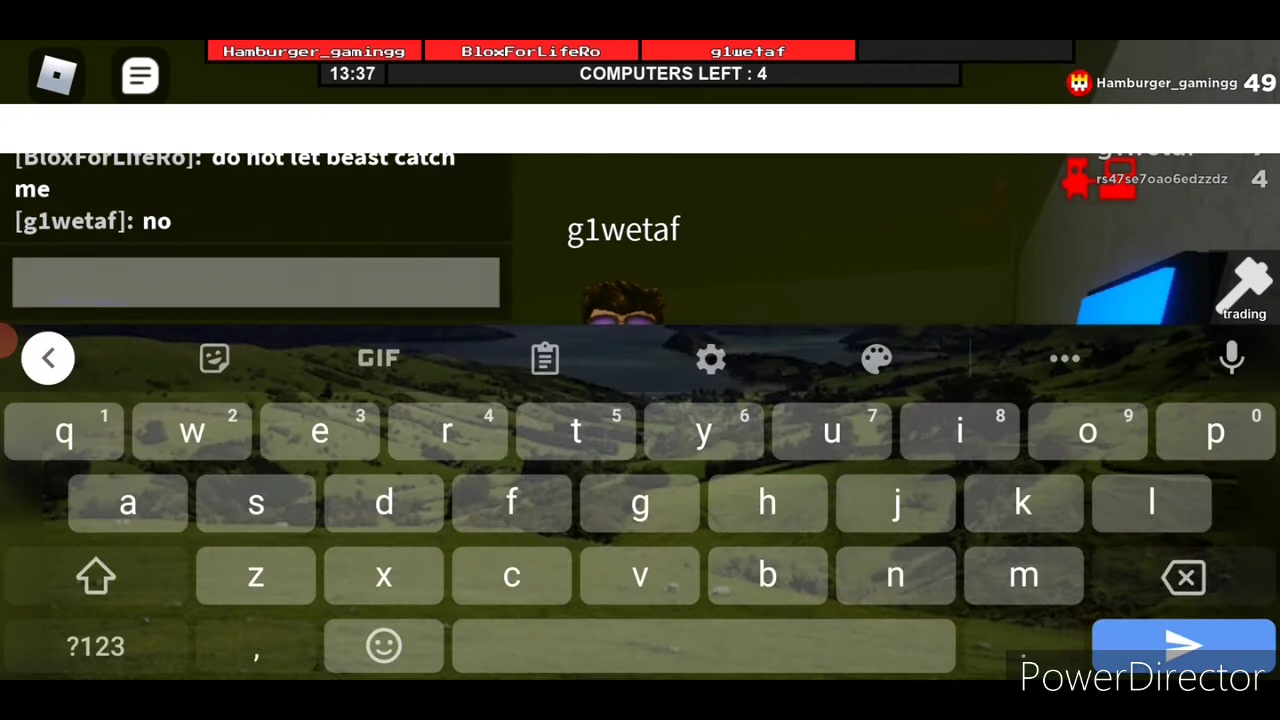 Hamburger_gamingg BloxForLifeRo g1wetaf
13:37 COMPUTERS LEFT : 4
Hamburger_gamingg 49
[BloxForLifeRo]: do not let beast catch
me
rs47se7oao6edzzdz 4
[g1wetaf]: no
g1wetaf
trading
GIF
q 1 w 2 e 3 r 4 t 5 y 6 u 7 i 8 o 9 p 0
a s d f g h j k l
z x c v b n m
?123 , .
PowerDirector